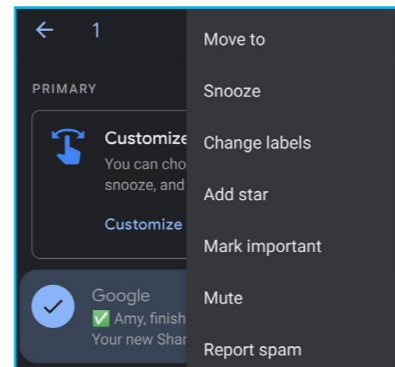 1
PRIMARY
Customize
You can cho
snooze, and
Customize
Google
✅ Amy, finish
Your new Shar
Move to
Snooze
Change labels
Add star
Mark important
Mute
Report spam